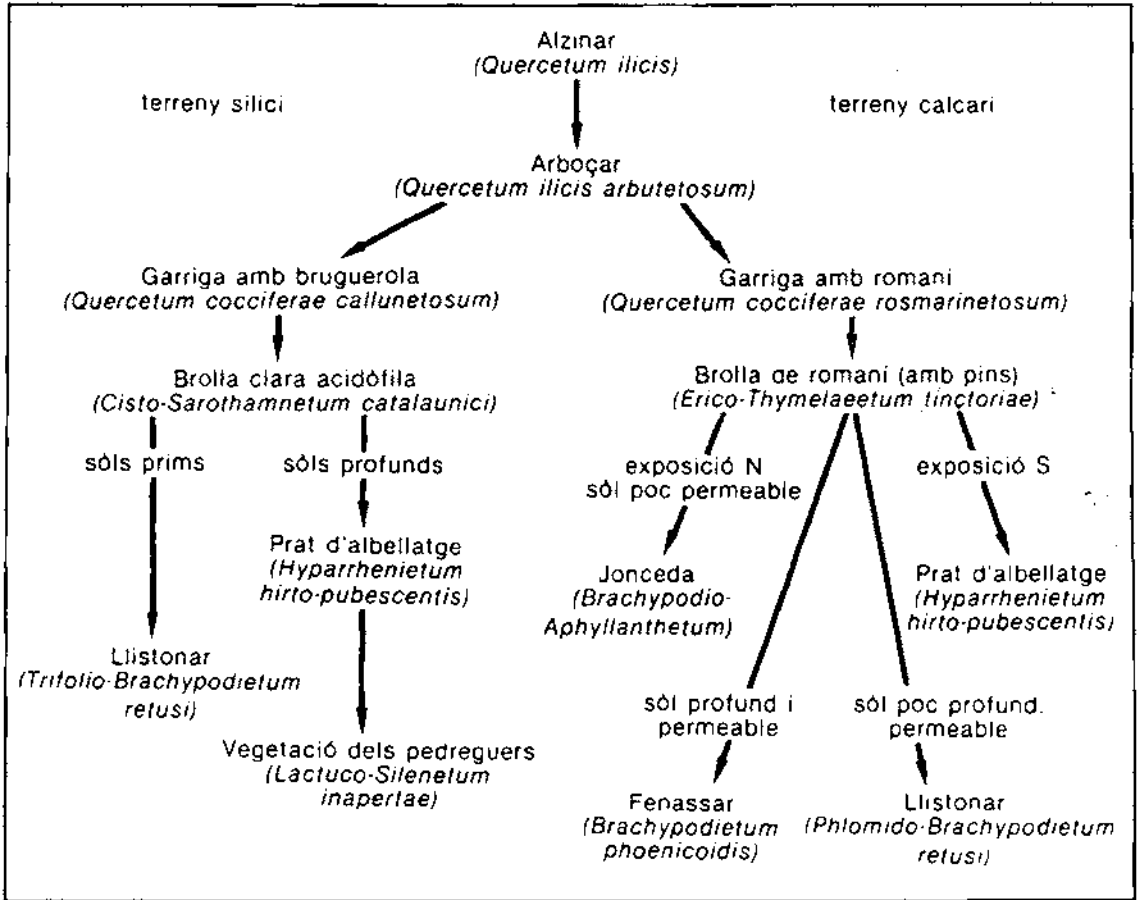 Alzinar
(Quercetum ilicis)
terreny silici
terreny calcari
Arboçar
(Quercetum ilicis arbutetosum)
Garriga amb bruguerola
(Quercetum cocciferae callunetosum)
Garriga amb romaní
(Quercetum cocciferae rosmarinetosum)
Brolla clara acidòfila
(Cisto-Sarothamnetum catalaunici)
Brolla de romaní (amb pins)
(Erico-Thymelaeetum tinctoriae)
sòls prims
sòls profunds
exposició N
sòl poc permeable
exposició S
Prat d'albellatge
(Hyparrhenietum
hirto-pubescentis)
Jonceda
(Brachypodio-
Aphyllanthetum)
Prat d'albellatge
(Hyparrhenietum
hirto-pubescentis)
Llistonar
(Trifolio-Brachypodietum
retusi)
sòl profund i
permeable
sòl poc profund.
permeable
Vegetació dels pedreguers
(Lactuco-Silenetum
inapertae)
Fenassar
(Brachypodietum
phoenicoidis)
Llistonar
(Phlomido-Brachypodietum
retusi)